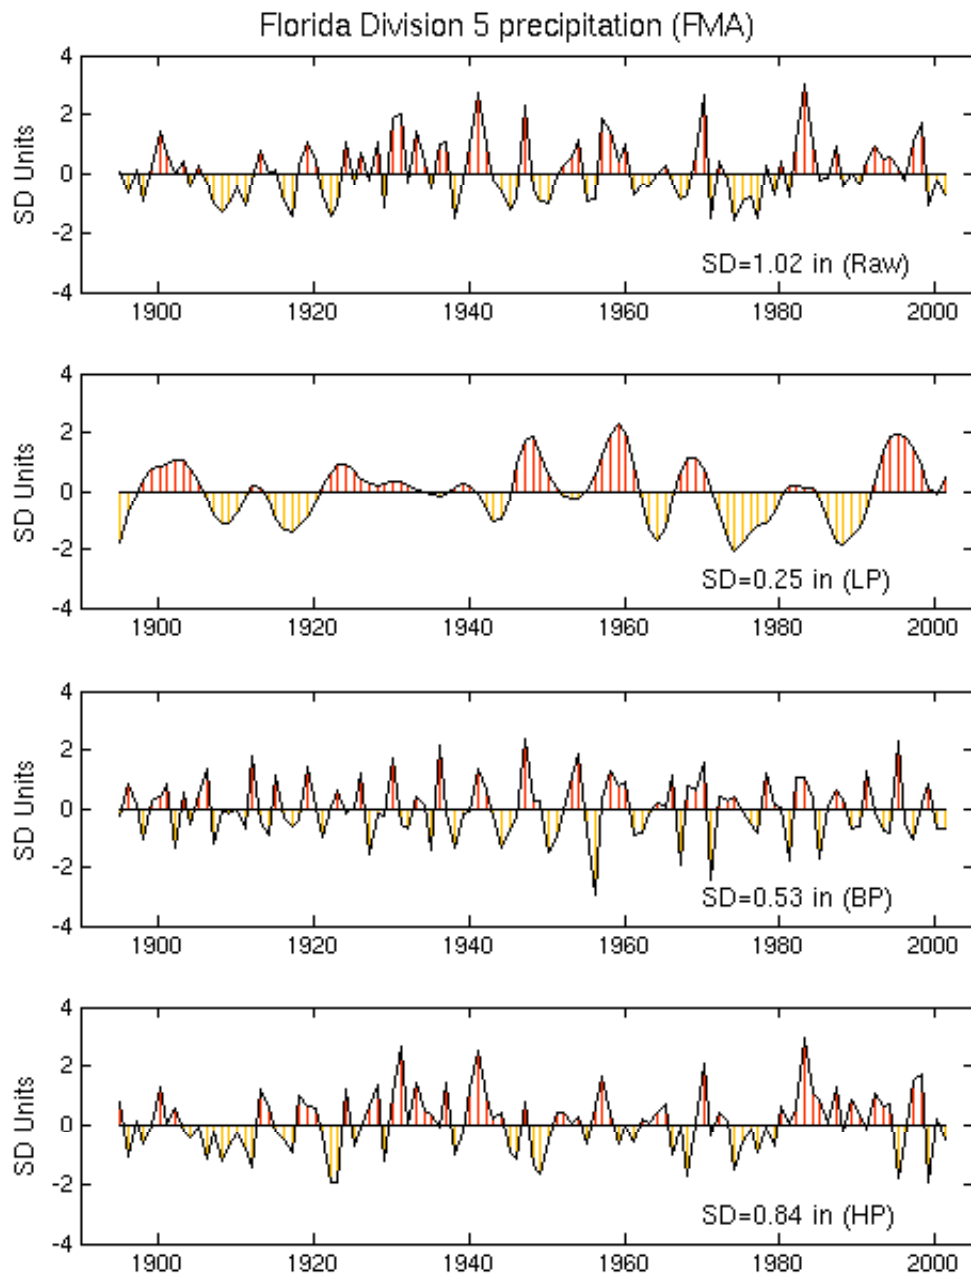 Florida Division 5 precipitation (FMA)
4
2
0
-2
-4
SD Units
SD=1.02 in (Raw)
1900 1920 1940 1960 1980 2000
4
2
0
-2
-4
SD Units
SD=0.25 in (LP)
1900 1920 1940 1960 1980 2000
4
2
0
-2
-4
SD Units
SD=0.53 in (BP)
1900 1920 1940 1960 1980 2000
4
2
0
-2
-4
SD Units
SD=0.84 in (HP)
1900 1920 1940 1960 1980 2000